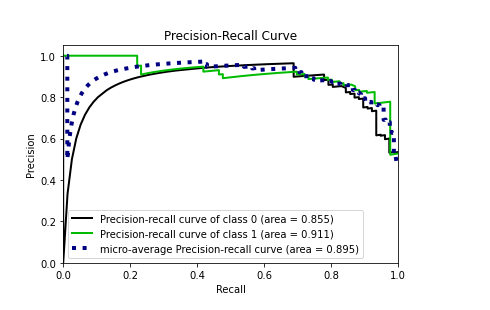 Precision-Recall Curve
1.0
0.8
0.6
0.4
0.2
0.0
Precision
Precision-recall curve of class 0 (area = 0.855)
Precision-recall curve of class 1 (area = 0.911)
micro-average Precision-recall curve (area = 0.895)
0.0 0.2 0.4 0.6 0.8 1.0
Recall